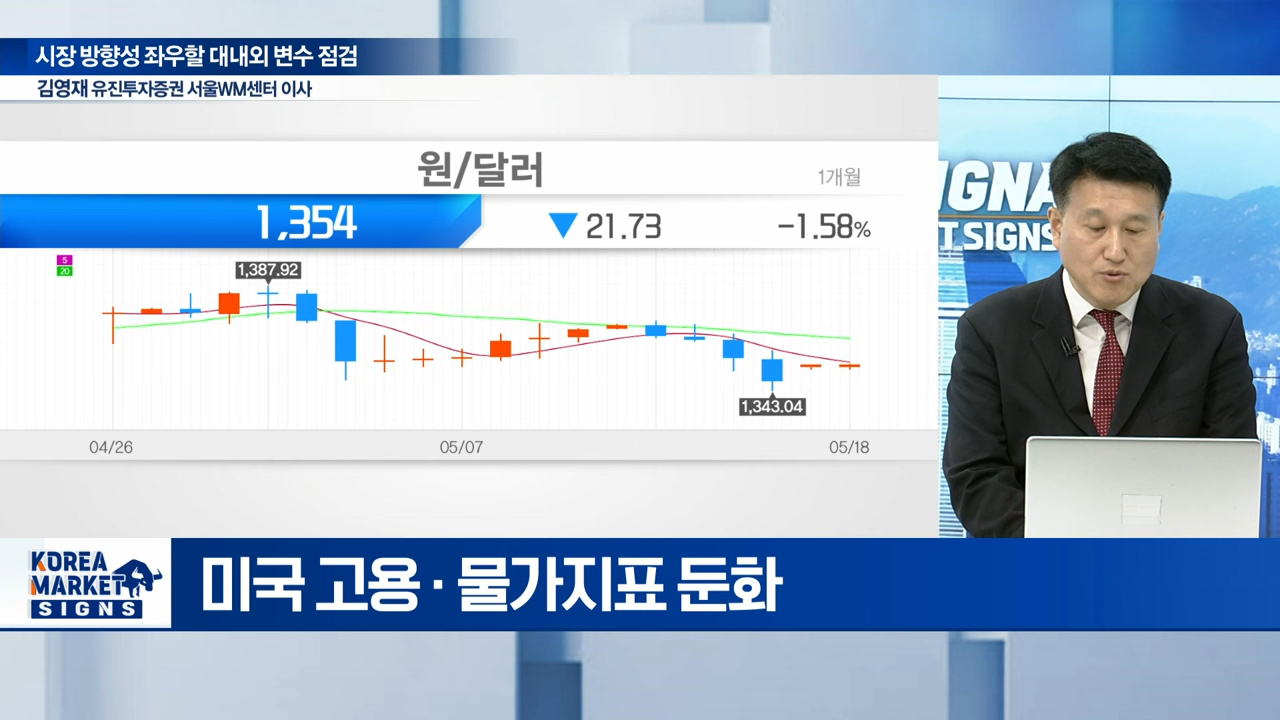 시장 방향성 좌우할 대내외 변수 점검
김영재 유진투자증권 서울WM센터 이사
원/달러
1개월
1,354 ▼ 21.73 -1.58%
5
20
1,387.92
1,343.04
04/26 05/07 05/18
IGNA
T SIGNS
KOREA
MARKET
SIGNS
미국 고용·물가지표 둔화